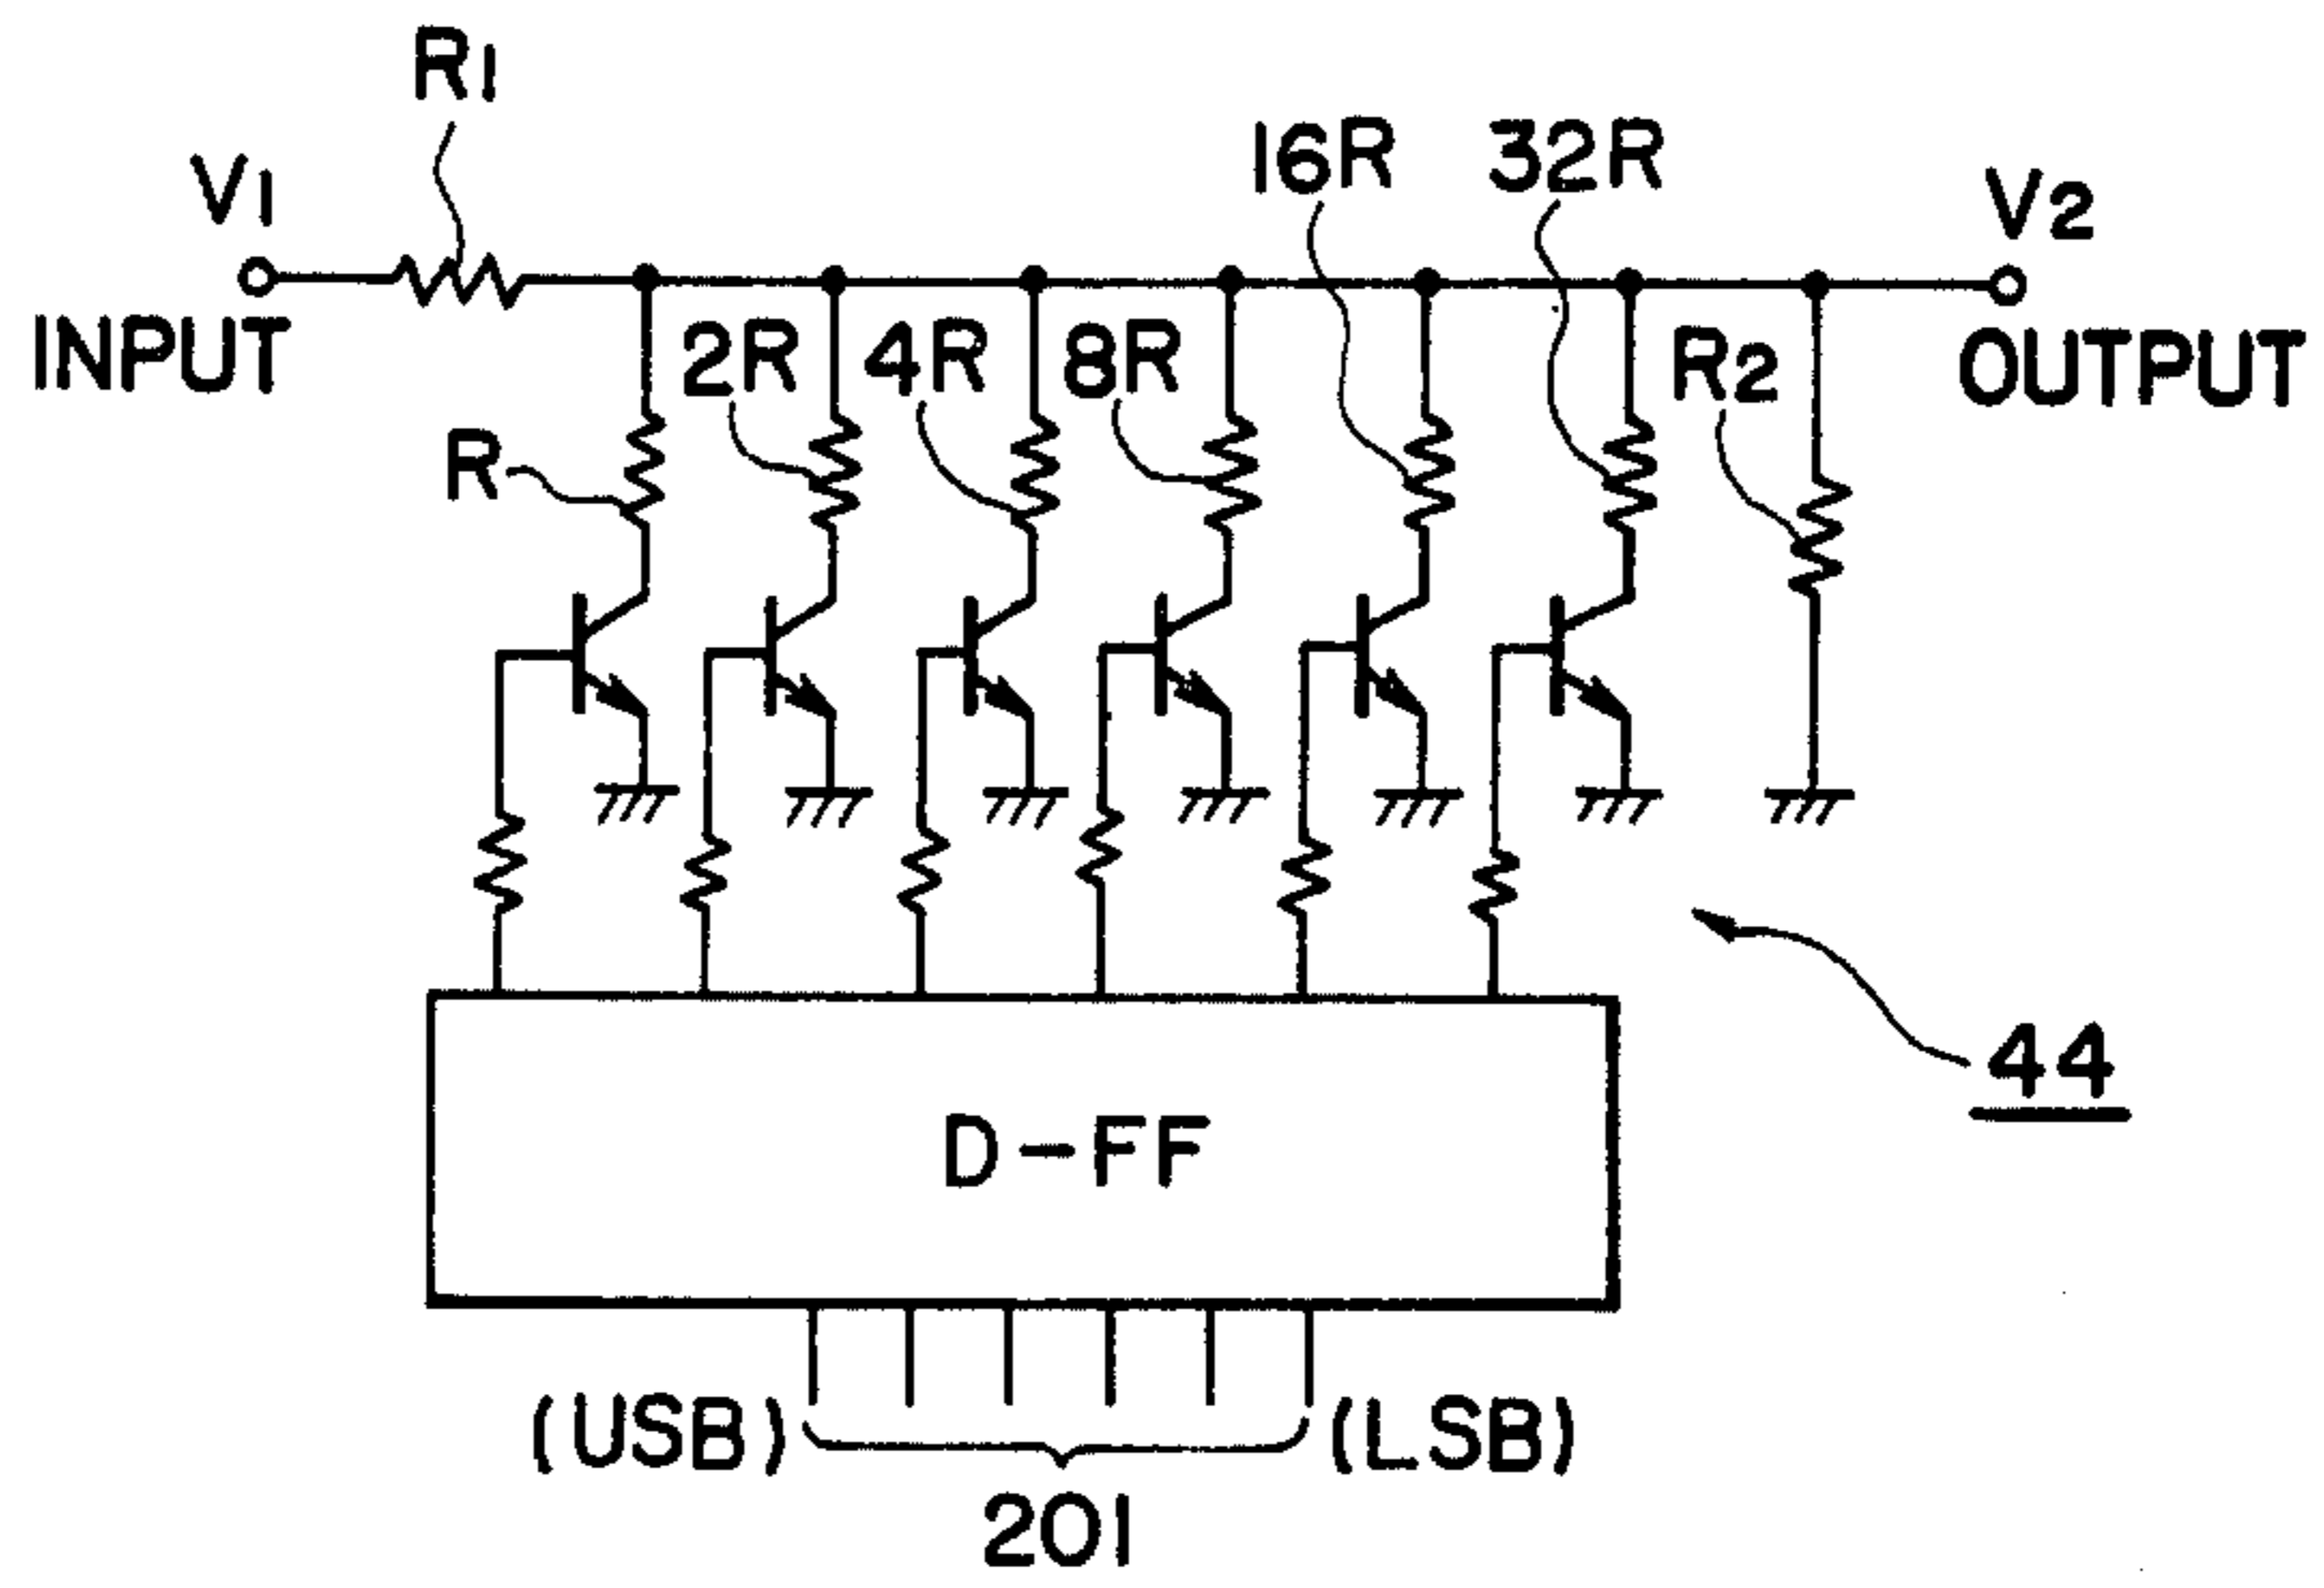 R1
V1
INPUT
16R
32R
V2
OUTPUT
R
2R
4R
8R
R2
44
D-FF
(USB)
(LSB)
201